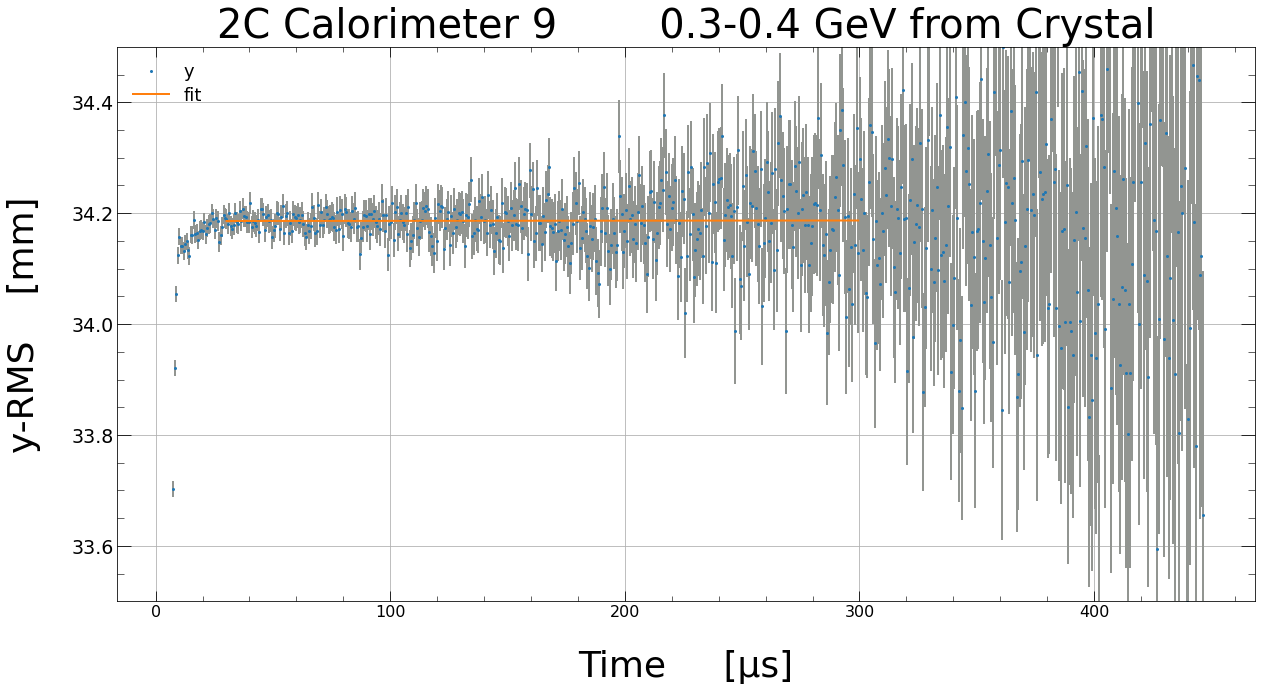 2C Calorimeter 9 0.3-0.4 GeV from Crystal
y
fit
34.4
34.2
34.0
33.8
33.6
y-RMS [mm]
0 100 200 300 400
Time [µs]